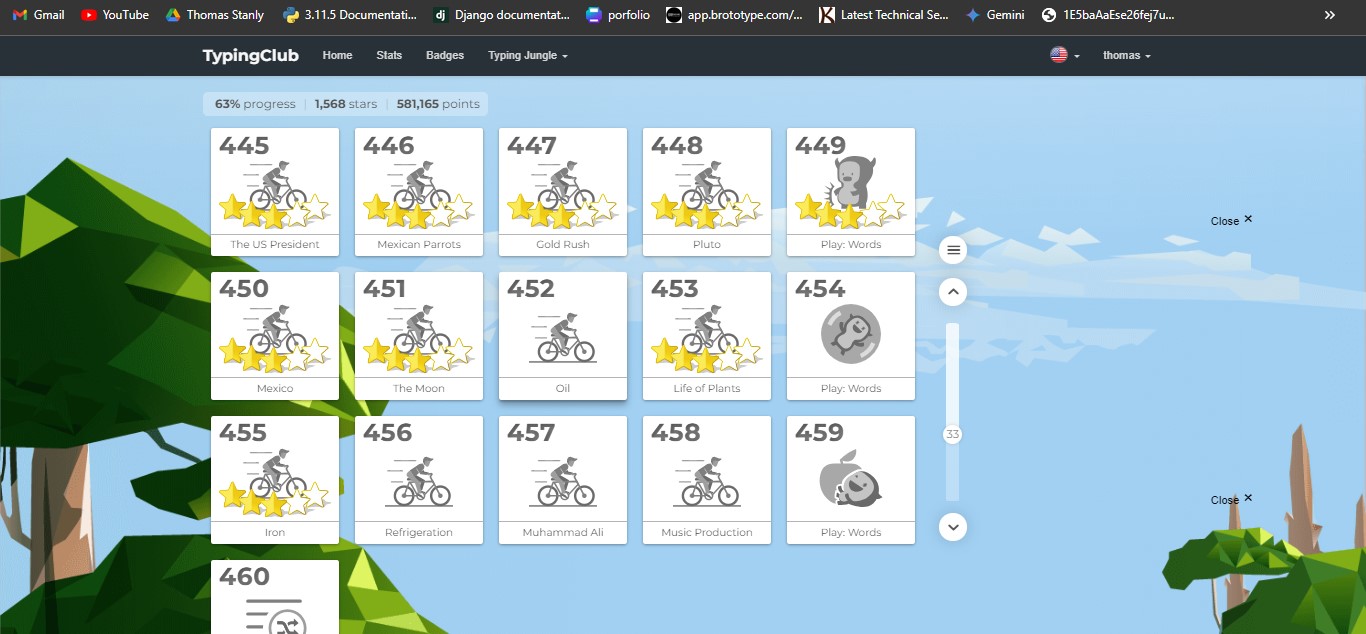 Gmail YouTube Thomas Stanly 3.11.5 Documentati... Django documentat... porfolio app.brototype.com/... Latest Technical Se... Gemini 1E5baAaEse26fej7u... »
TypingClub Home Stats Badges Typing Jungle thomas
63% progress | 1,568 stars | 581,165 points
445 446 447 448 449
The US President Mexican Parrots Gold Rush Pluto Play: Words
Close ×
450 451 452 453 454
Mexico The Moon Oil Life of Plants Play: Words
455 456 457 458 459
33
Close ×
Iron Refrigeration Muhammad Ali Music Production Play: Words
460